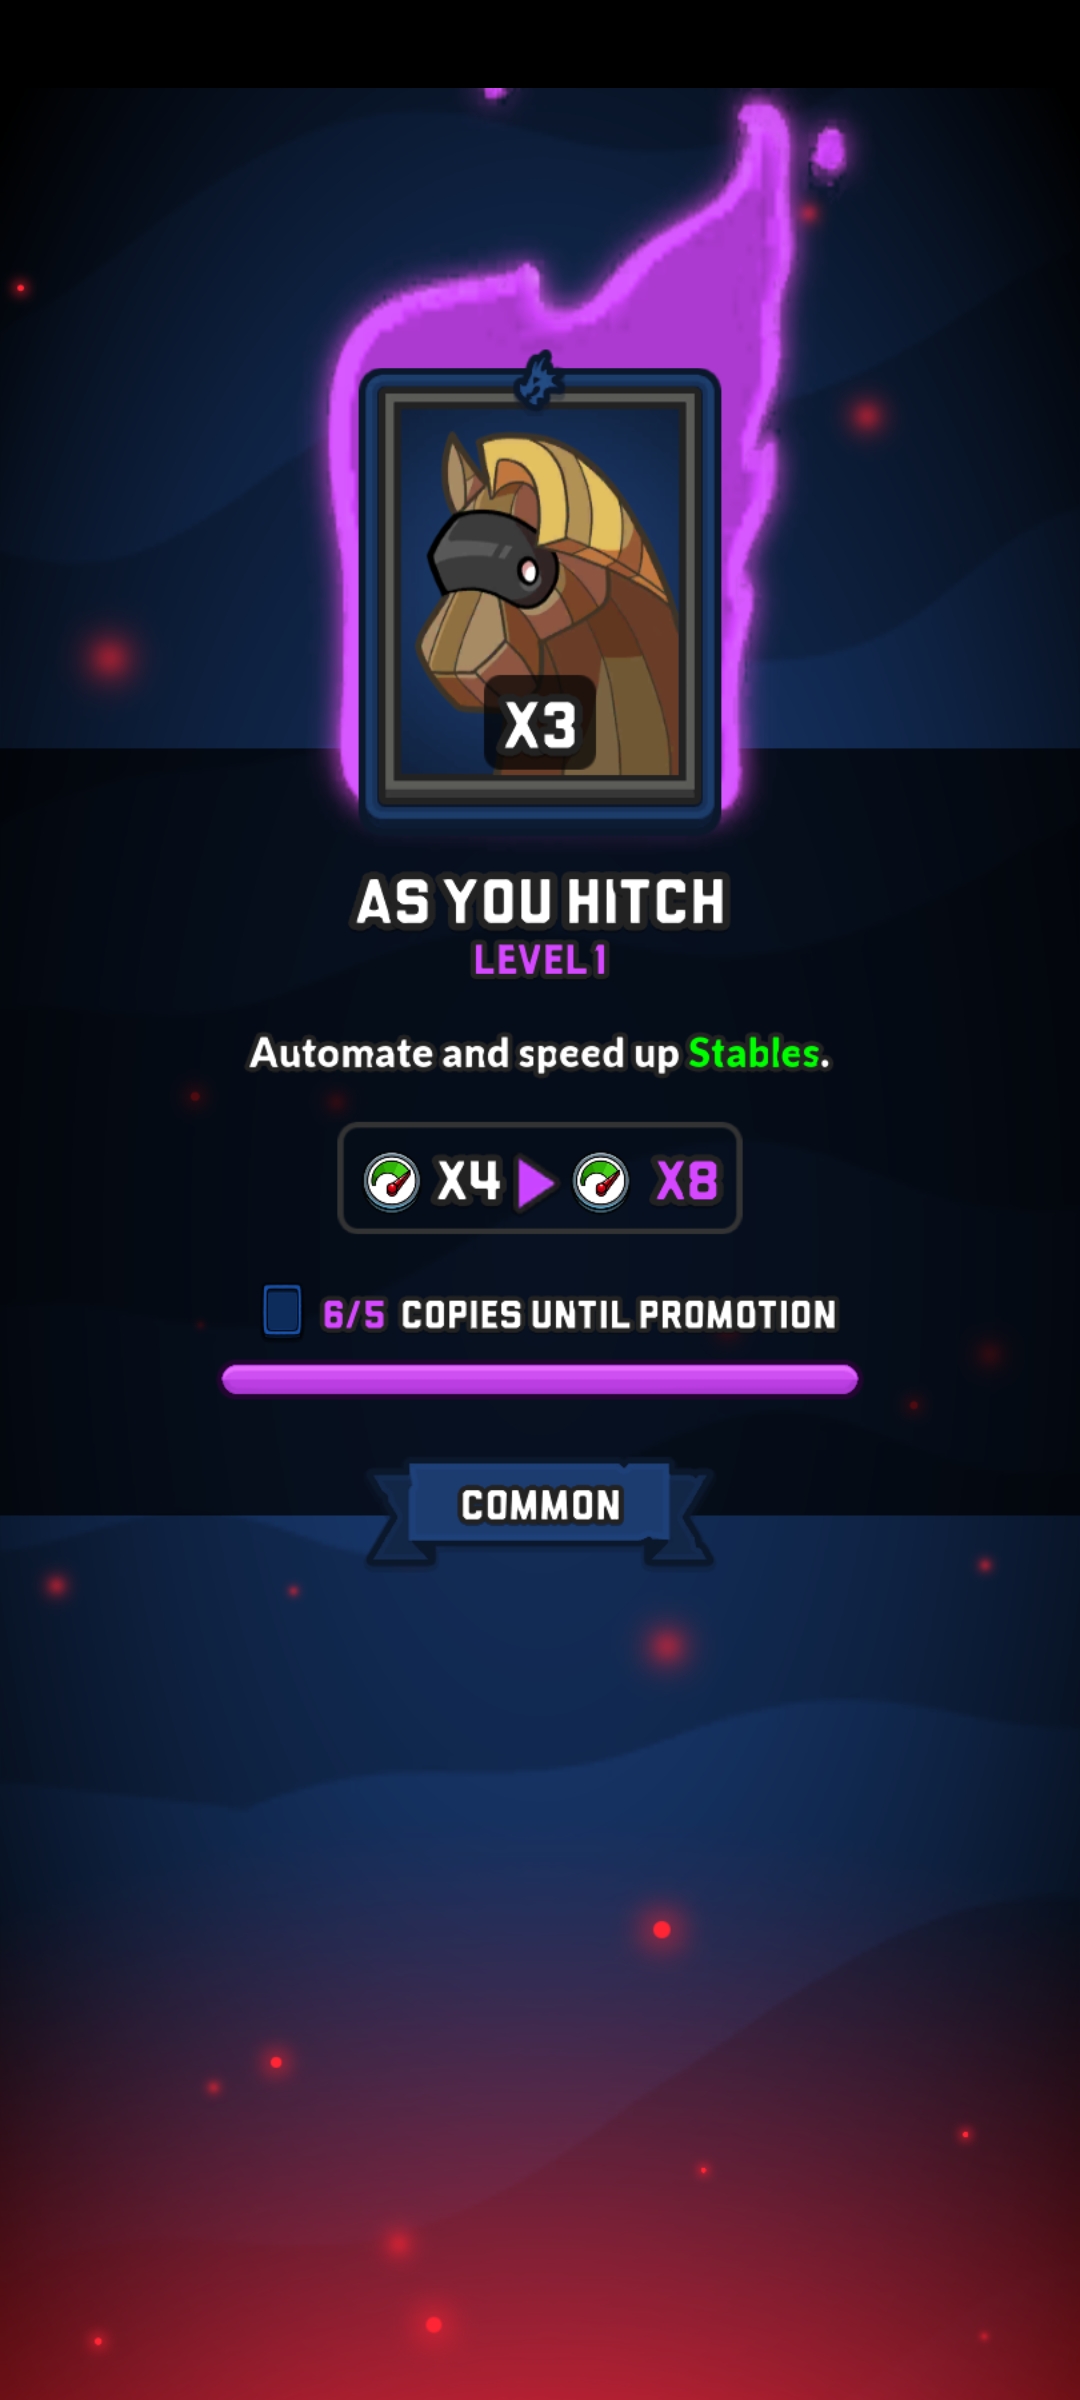 X3
AS YOU HITCH
LEVEL 1
Automate and speed up Stables.
X4 X8
6/5 COPIES UNTIL PROMOTION
COMMON